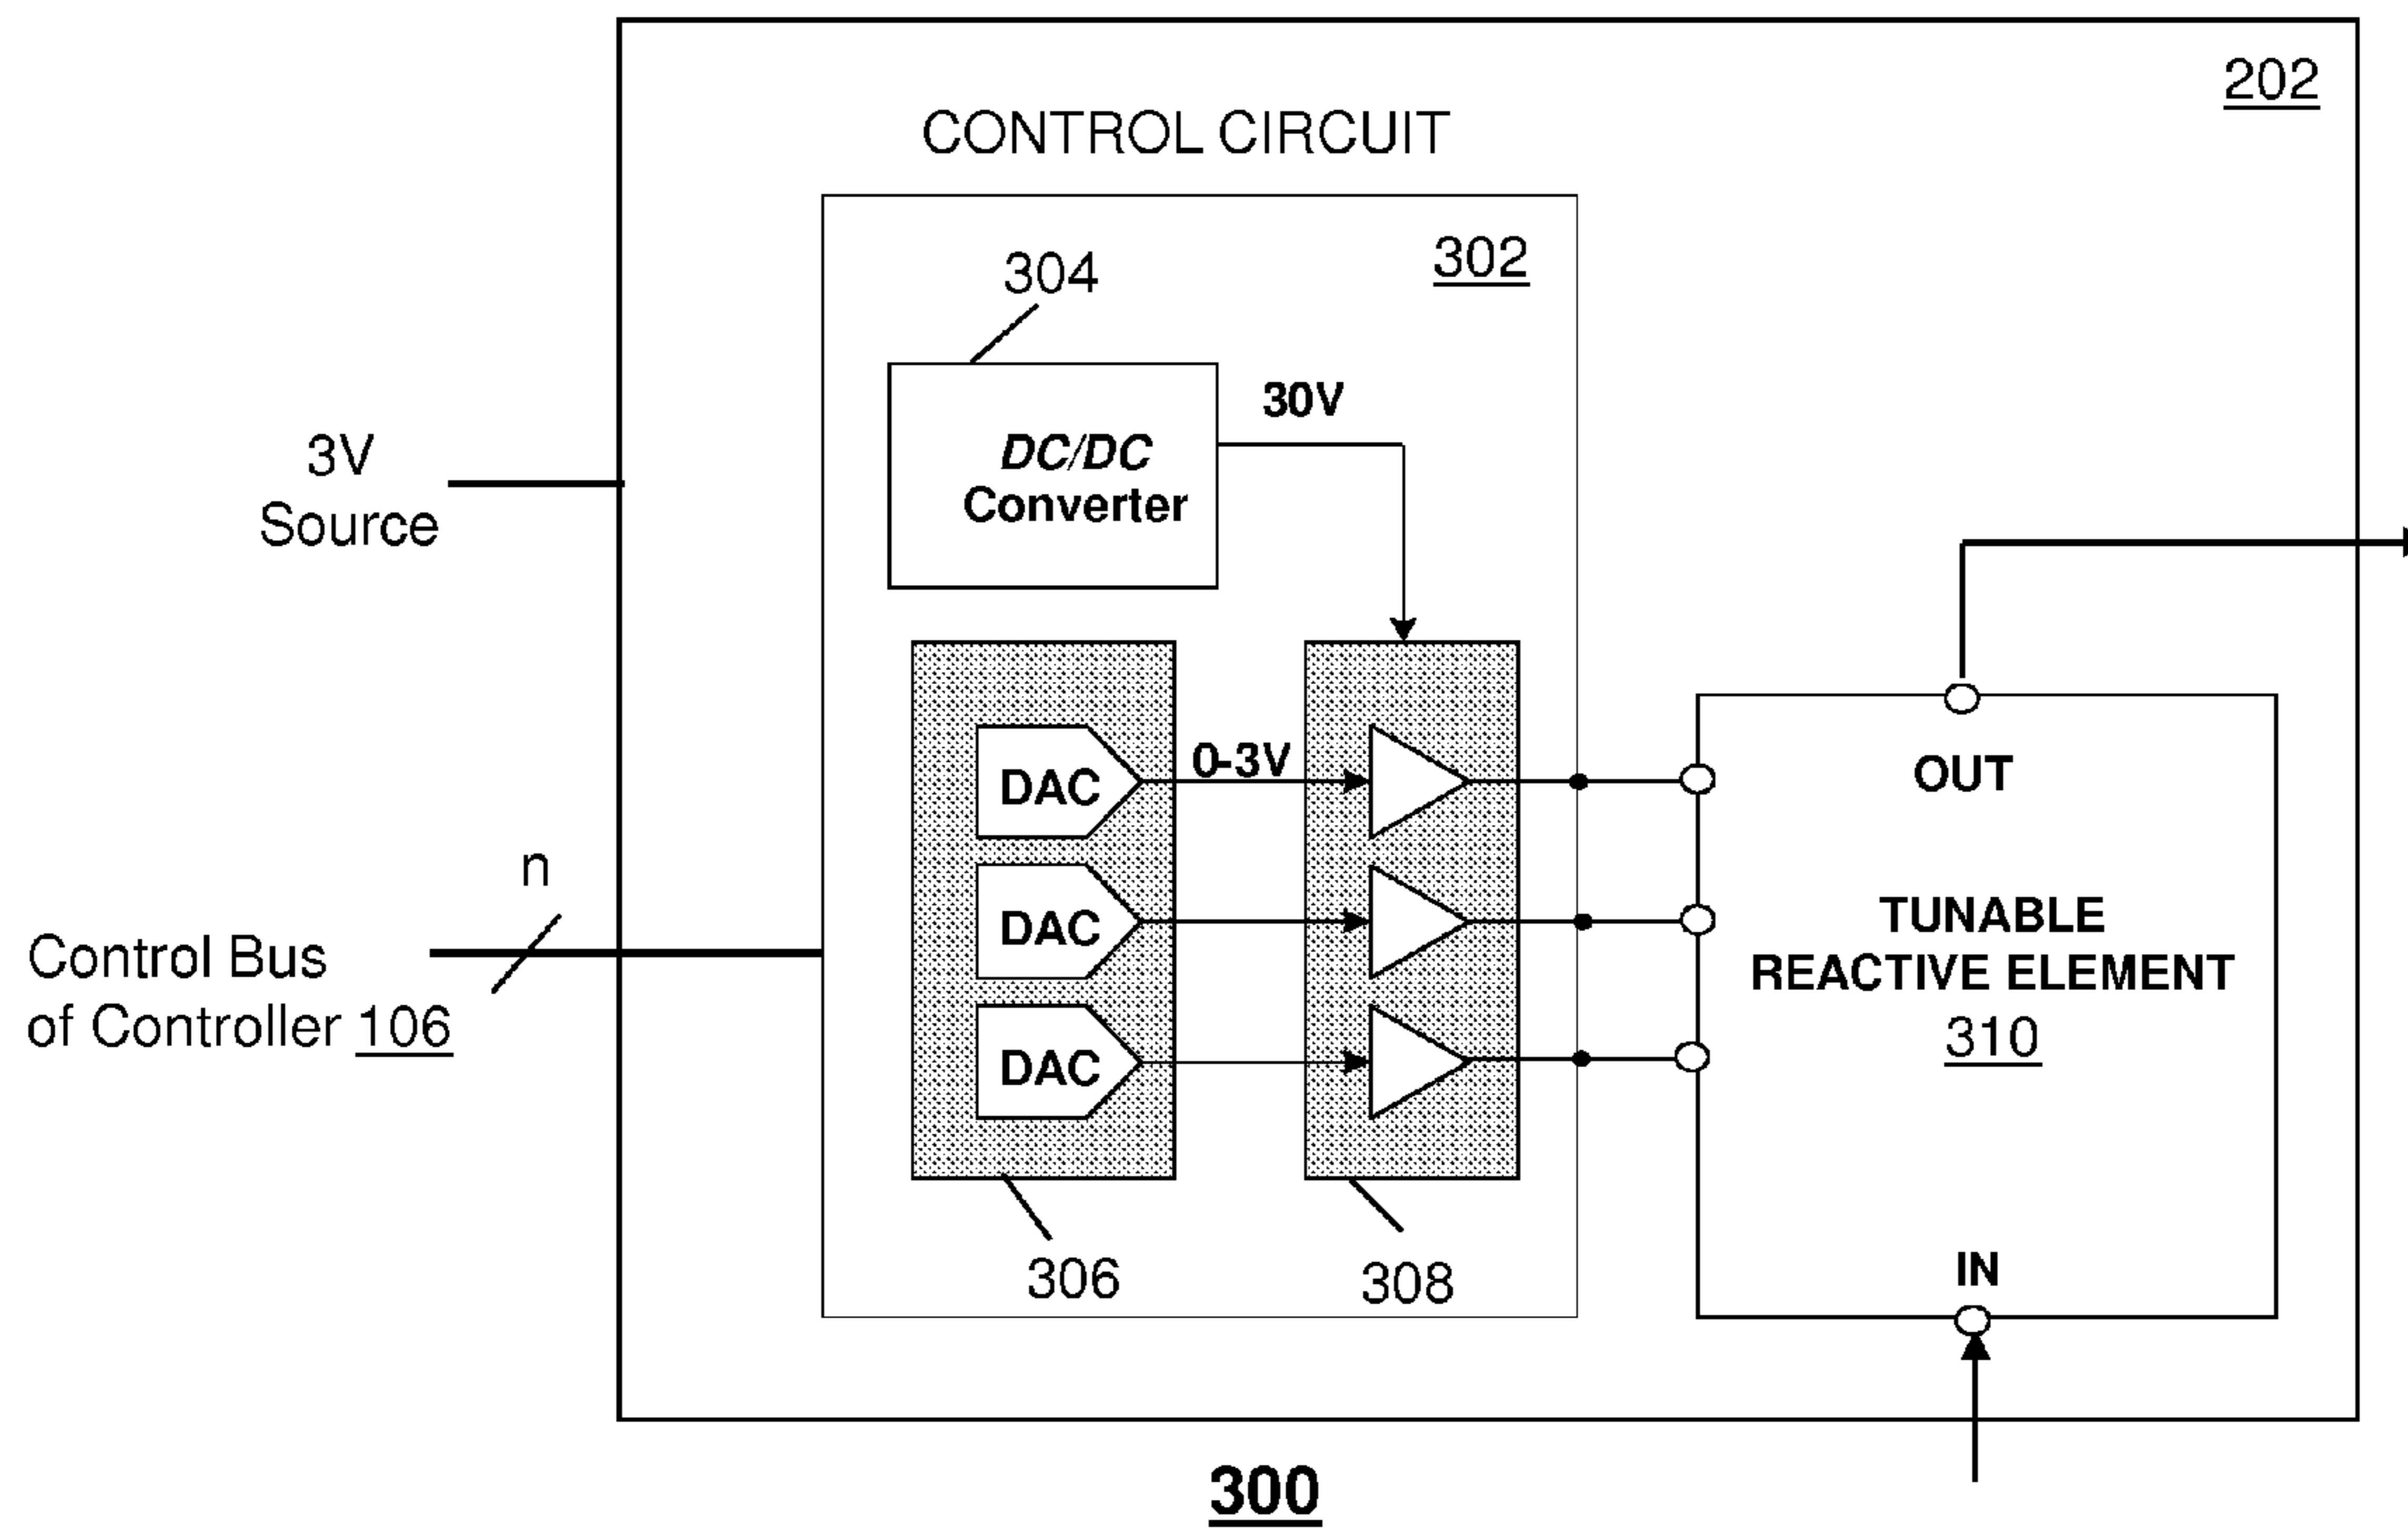 202
CONTROL CIRCUIT
302
304
30V
DC/DC
Converter
3V
Source
0-3V
DAC
DAC
DAC
n
Control Bus
of Controller 106
OUT
TUNABLE
REACTIVE ELEMENT
310
IN
306
308
300